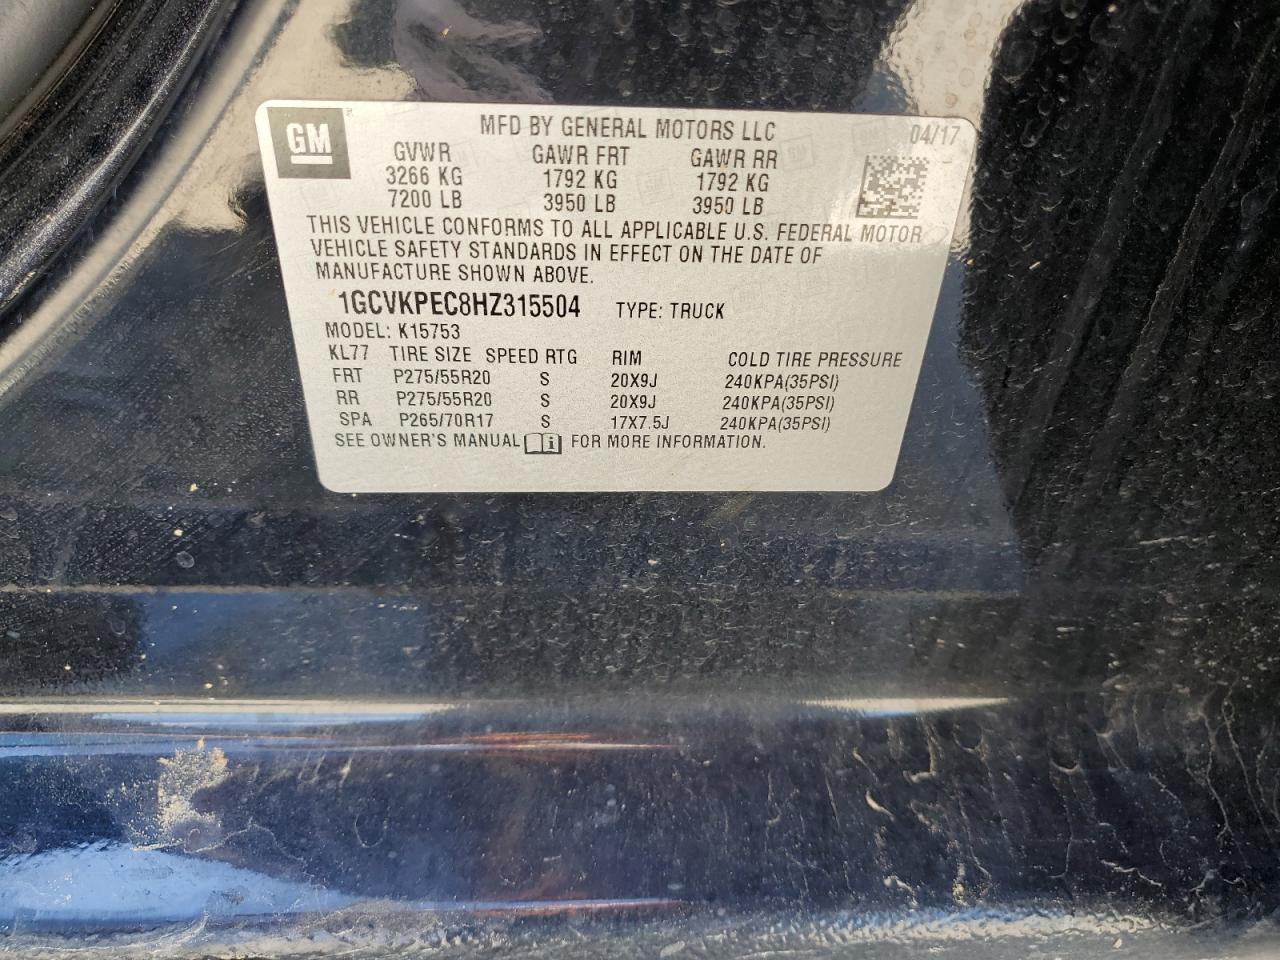 GM
MFD BY GENERAL MOTORS LLC 04/17
GVWR GAWR FRT GAWR RR
3266 KG 1792 KG 1792 KG
7200 LB 3950 LB 3950 LB
THIS VEHICLE CONFORMS TO ALL APPLICABLE U.S. FEDERAL MOTOR
VEHICLE SAFETY STANDARDS IN EFFECT ON THE DATE OF
MANUFACTURE SHOWN ABOVE.
1GCVKPEC8HZ315504 TYPE: TRUCK
MODEL: K15753
KL77 TIRE SIZE SPEED RTG RIM COLD TIRE PRESSURE
FRT P275/55R20 S 20X9J 240KPA(35PSI)
RR P275/55R20 S 20X9J 240KPA(35PSI)
SPA P265/70R17 S 17X7.5J 240KPA(35PSI)
SEE OWNER'S MANUAL i FOR MORE INFORMATION.